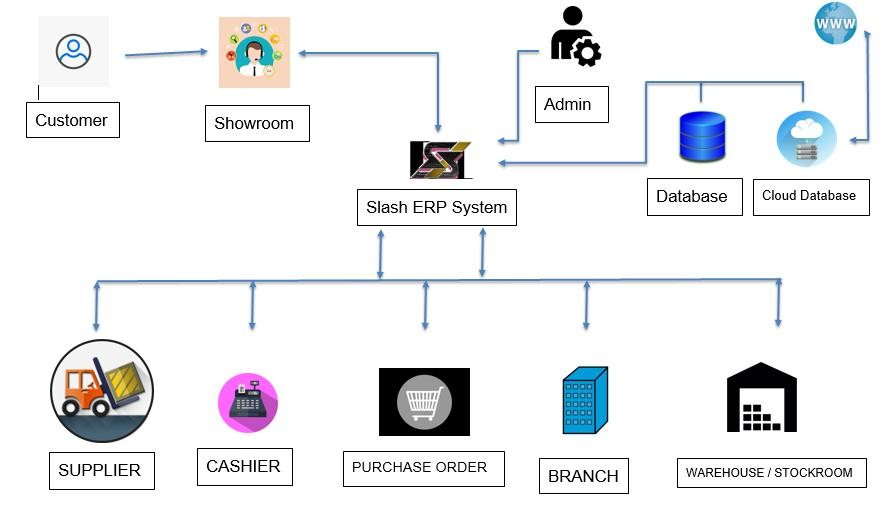 WWW
Customer
Showroom
Admin
Slash ERP System
Database
Cloud Database
SUPPLIER
CASHIER
PURCHASE ORDER
BRANCH
WAREHOUSE / STOCKROOM